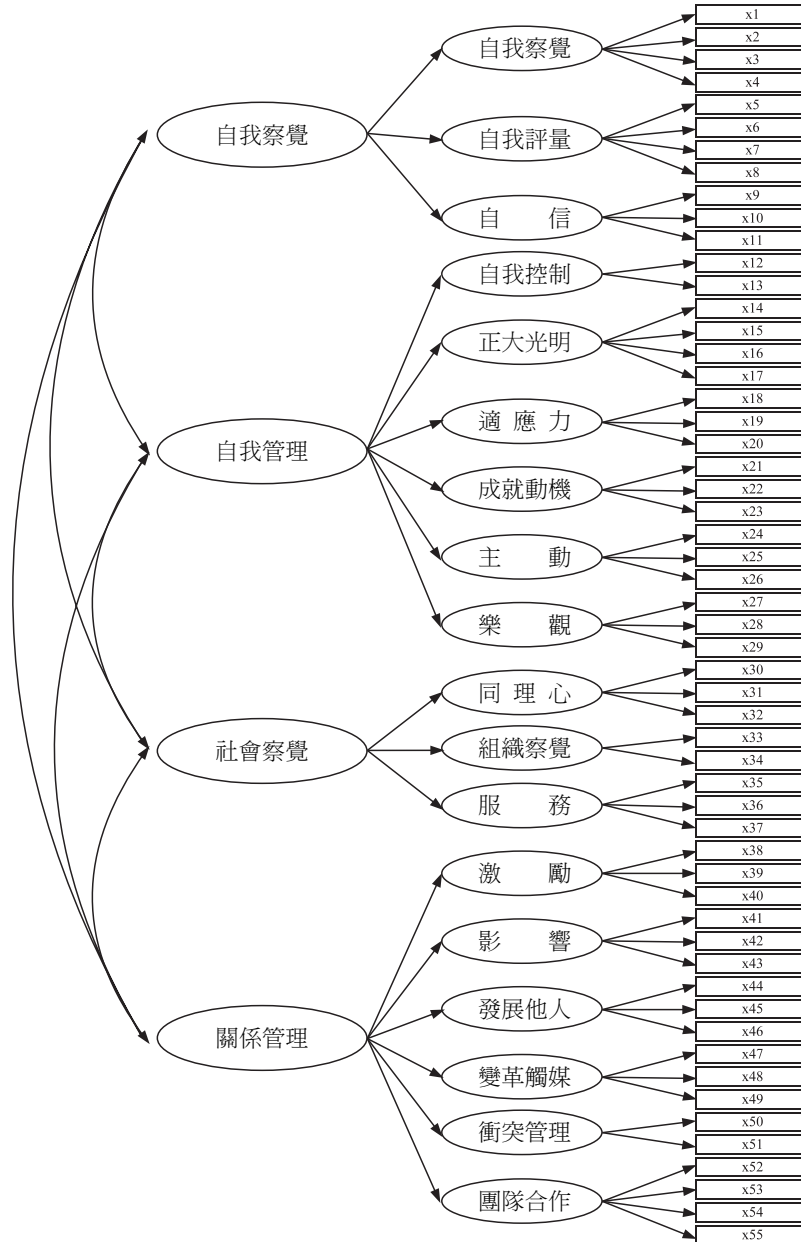 自我察覺
自我管理
社會察覺
關係管理
自我察覺
自我評量
自 信
自我控制
正大光明
適 應 力
成就動機
主 動
樂 觀
同 理 心
組織察覺
服 務
激 勵
影 響
發展他人
變革觸媒
衝突管理
團隊合作
x1
x2
x3
x4
x5
x6
x7
x8
x9
x10
x11
x12
x13
x14
x15
x16
x17
x18
x19
x20
x21
x22
x23
x24
x25
x26
x27
x28
x29
x30
x31
x32
x33
x34
x35
x36
x37
x38
x39
x40
x41
x42
x43
x44
x45
x46
x47
x48
x49
x50
x51
x52
x53
x54
x55